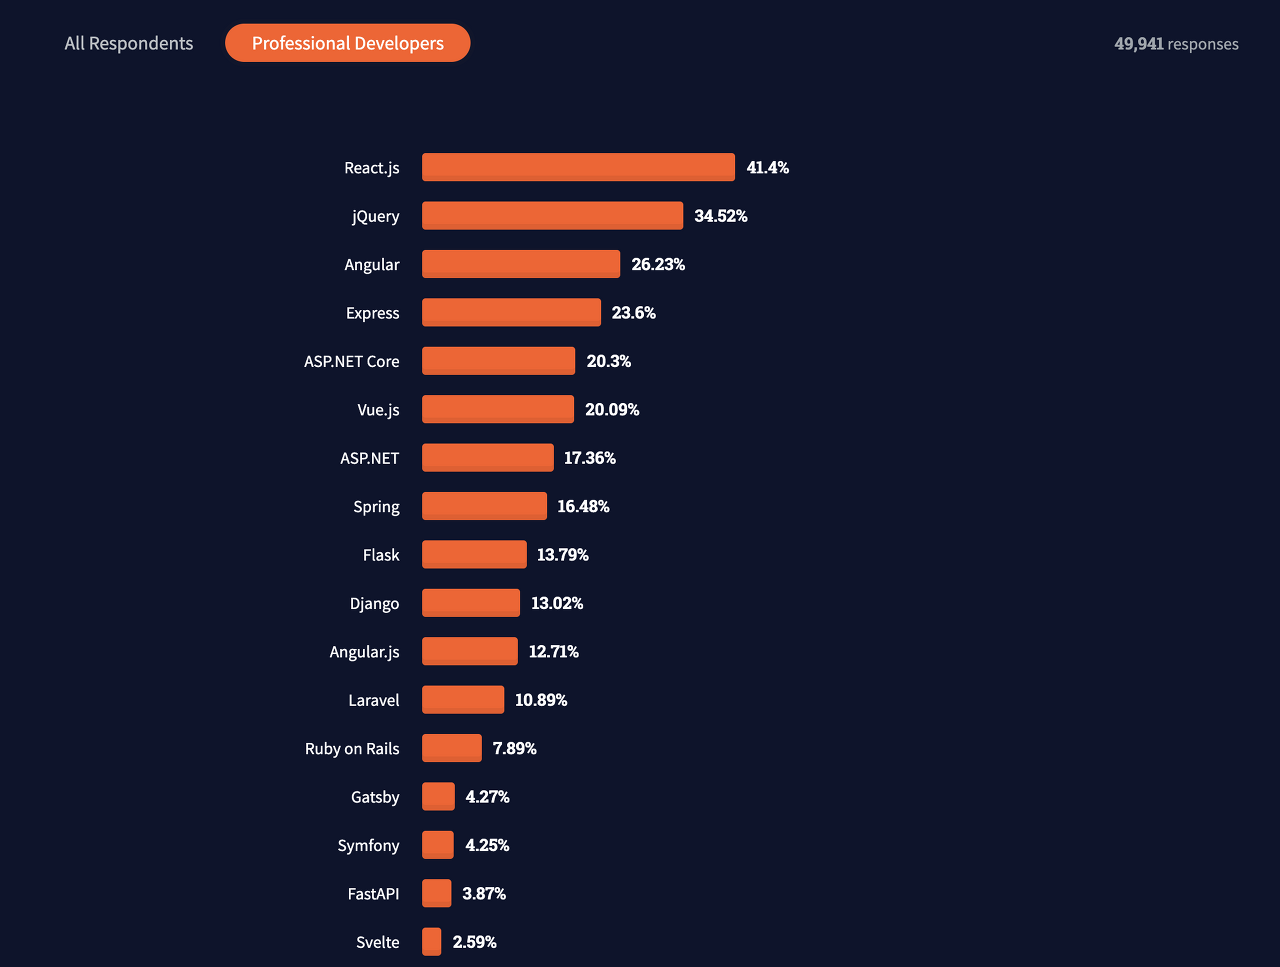 All Respondents Professional Developers 49,941 responses
React.js 41.4%
jQuery 34.52%
Angular 26.23%
Express 23.6%
ASP.NET Core 20.3%
Vue.js 20.09%
ASP.NET 17.36%
Spring 16.48%
Flask 13.79%
Django 13.02%
Angular.js 12.71%
Laravel 10.89%
Ruby on Rails 7.89%
Gatsby 4.27%
Symfony 4.25%
FastAPI 3.87%
Svelte 2.59%